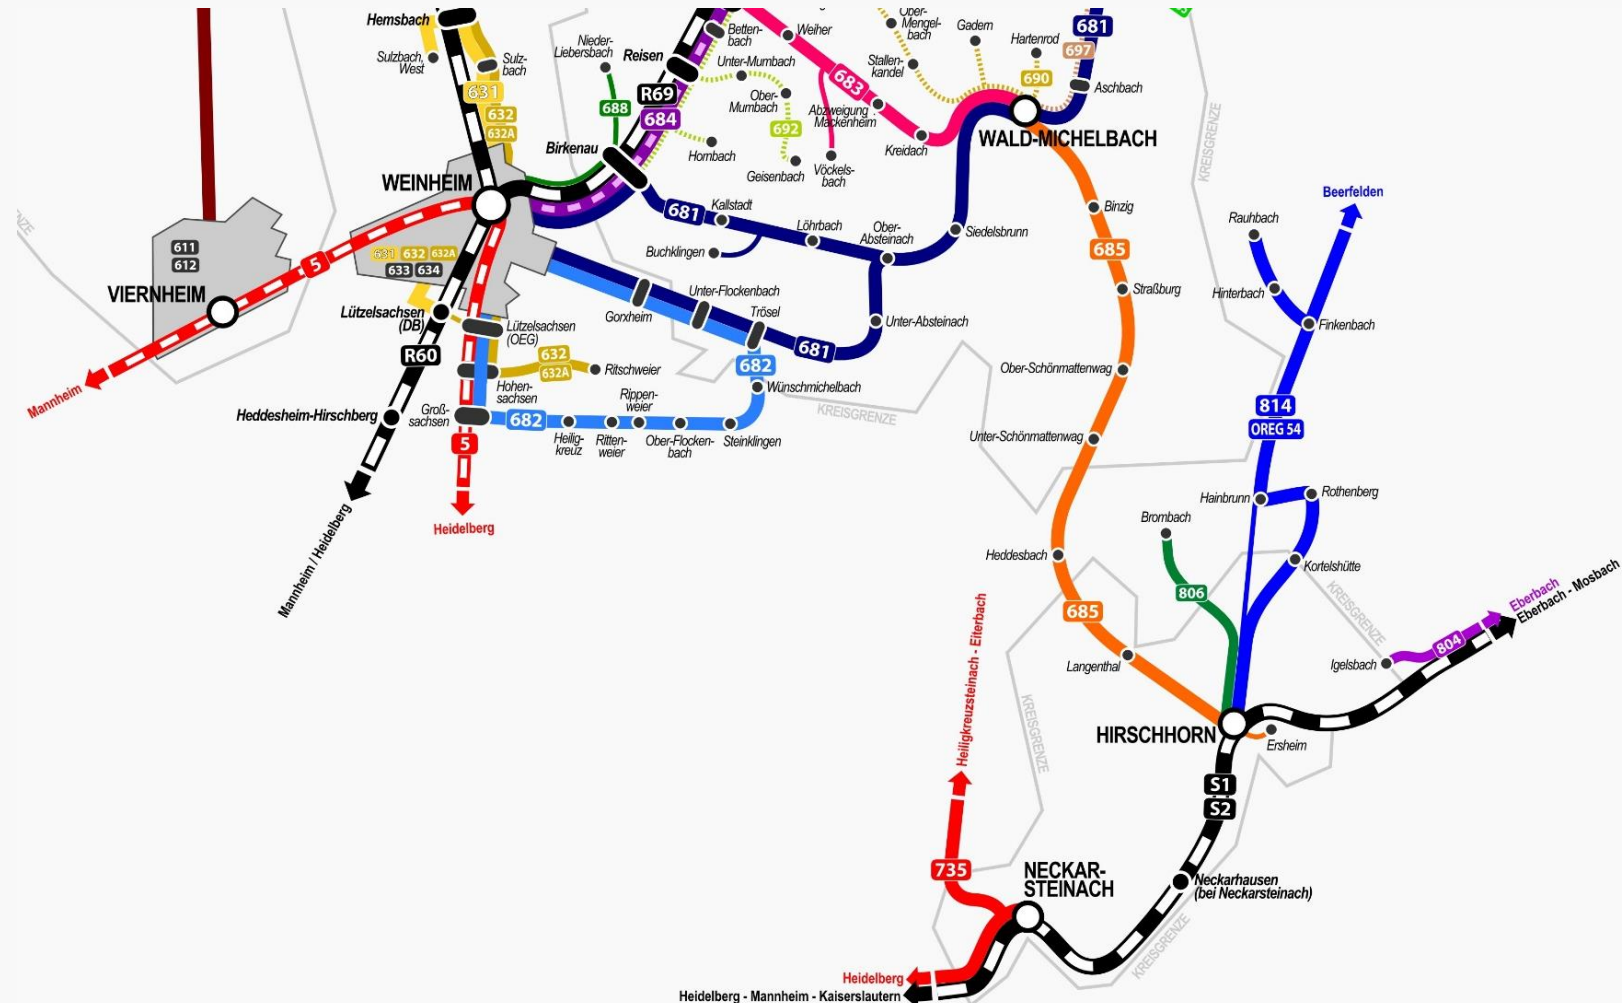 Hemsbach
Sulzbach,
West
Sulz-
bach
631
632
632A
Nieder-
Liebersbach
Reisen
688
R69
684
Birkenau
Betten-
bach
Unter-Mumbach
Ober-
Mumbach
692
Hornbach
Geisenbach
Weiher
683
Abzweigung
Mackenheim
Vöckels-
bach
Kreidach
Ober-
Mengel-
bach
Stallen-
kandel
Gadern
Hartenrod
690
681
697
Aschbach
WALD-MICHELBACH
KREISGRENZE
WEINHEIM
611
612
VIERNHEIM
5
Mannheim
631 632 632A
633 634
Lützelsachsen
(DB)
R60
Heddesheim-Hirschberg
Mannheim / Heidelberg
Lützelsachsen
(OEG)
632
632A
Ritschweier
Hohen-
sachsen
Groß-
sachsen
5
Heidelberg
682
Heilig-
kreuz
Ritten-
weier
Rippen-
weier
Ober-Flocken-
bach
Steinklingen
Wünschmichelbach
682
681
Kallstadt
Buchklingen
Löhrbach
Ober-
Absteinach
Siedelsbrunn
Gorxheim
Unter-Flockenbach
Trösel
681
Unter-Absteinach
KREISGRENZE
Binzig
685
Straßburg
Ober-Schönmattenwag
Unter-Schönmattenwag
Heddesbach
685
Langenthal
Beerfelden
Rauhbach
Hinterbach
Finkenbach
814
OREG 54
Hainbrunn
Rothenberg
Kortelshütte
Brombach
806
KREISGRENZE
Igelsbach
804
Eberbach
Eberbach - Mosbach
HIRSCHHORN
Ersheim
S1
S2
KREISGRENZE
Heiligkreuzsteinach - Eiterbach
735
NECKAR-
STEINACH
Neckarhausen
(bei Neckarsteinach)
KREISGRENZE
Heidelberg
Heidelberg - Mannheim - Kaiserslautern